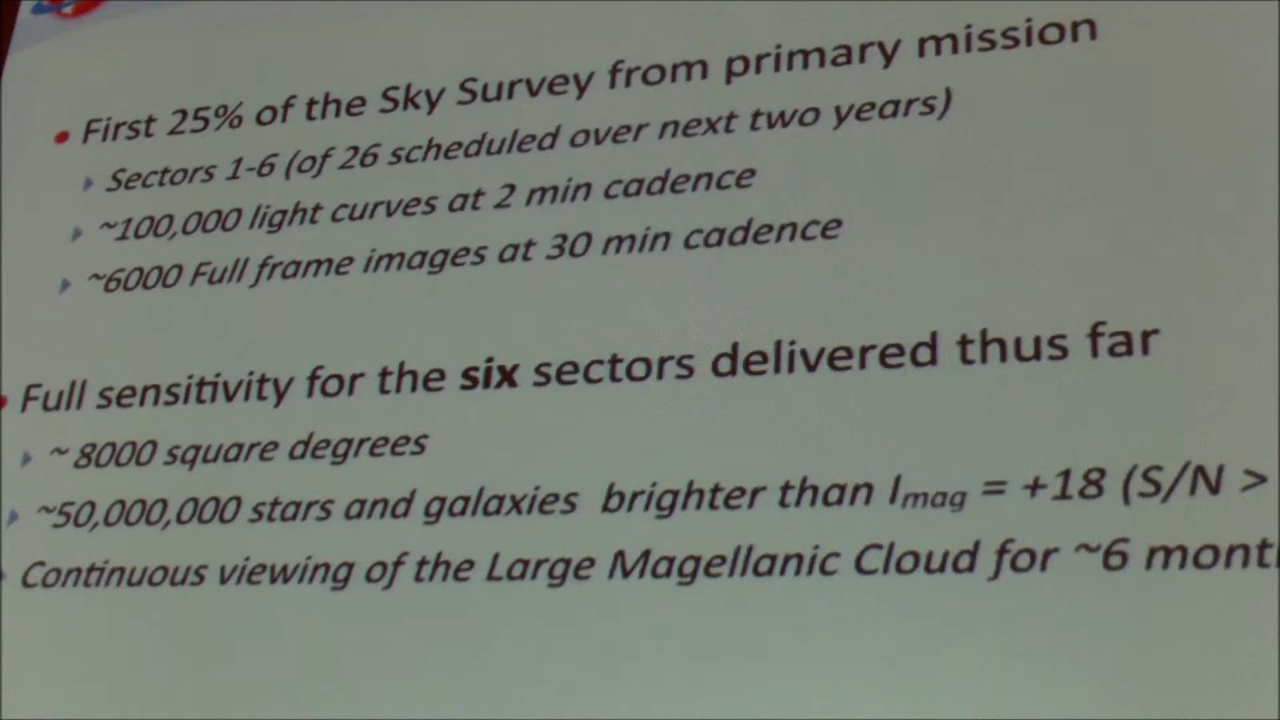 • First 25% of the Sky Survey from primary mission
Sectors 1-6 (of 26 scheduled over next two years)
~100,000 light curves at 2 min cadence
~6000 Full frame images at 30 min cadence
• Full sensitivity for the six sectors delivered thus far
~ 8000 square degrees
~50,000,000 stars and galaxies brighter than Imag = +18 (S/N >
Continuous viewing of the Large Magellanic Cloud for ~6 mont